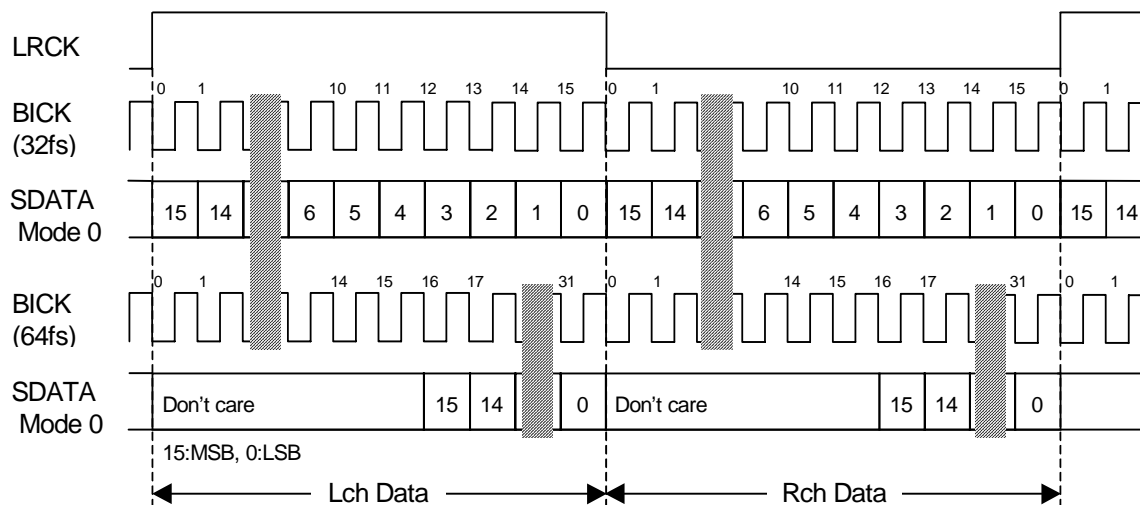 LRCK
0 1 10 11 12 13 14 15 0 1 10 11 12 13 14 15 0 1
BICK
(32fs)
SDATA
Mode 0
15 14 6 5 4 3 2 1 0 15 14 6 5 4 3 2 1 0 15 14
0 1 14 15 16 17 31 0 1 14 15 16 17 31 0 1
BICK
(64fs)
SDATA
Mode 0
Don't care 15 14 0 Don't care 15 14 0
15:MSB, 0:LSB
Lch Data Rch Data